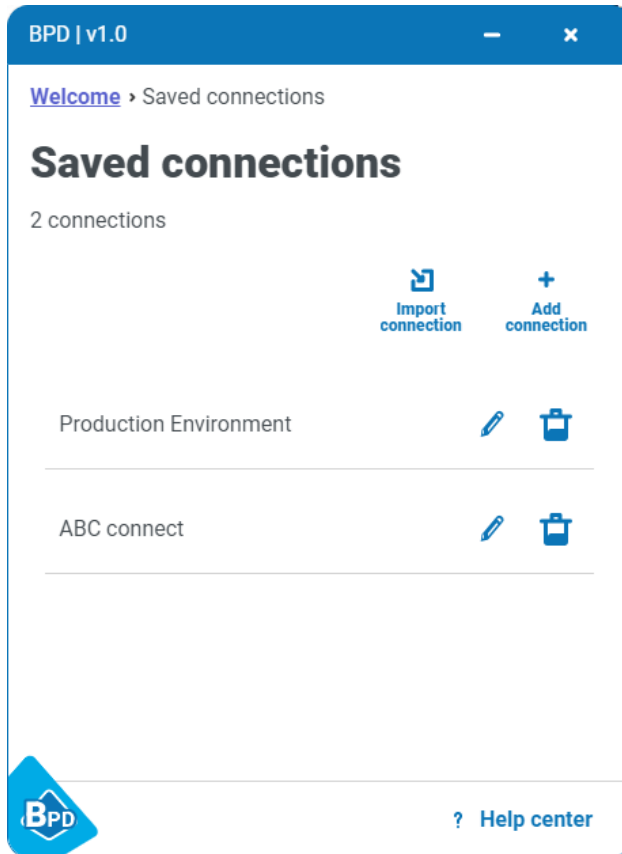 BPD | v1.0
Welcome › Saved connections
Saved connections
2 connections
Import
connection
+
Add
connection
Production Environment
ABC connect
BPD
? Help center